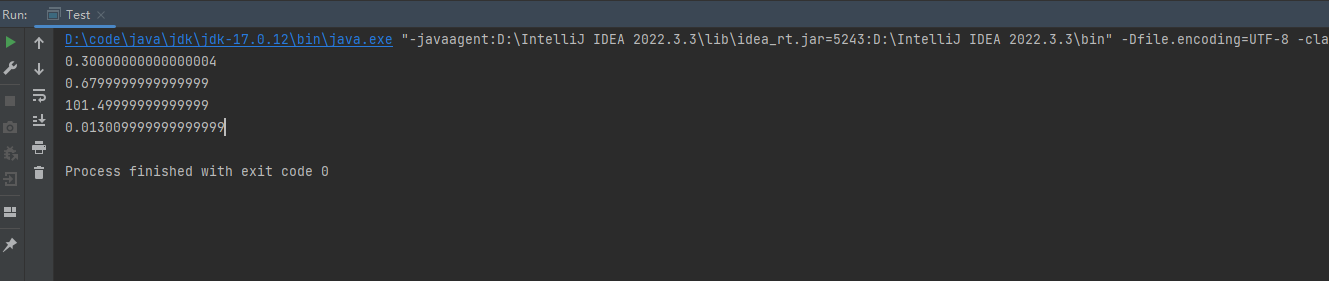 Run: Test
D:\code\java\jdk\jdk-17.0.12\bin\java.exe "-javaagent:D:\IntelliJ IDEA 2022.3.3\lib\idea_rt.jar=5243:D:\IntelliJ IDEA 2022.3.3\bin" -Dfile.encoding=UTF-8 -cla
0.30000000000000004
0.6799999999999999
101.49999999999999
0.013009999999999999
Process finished with exit code 0